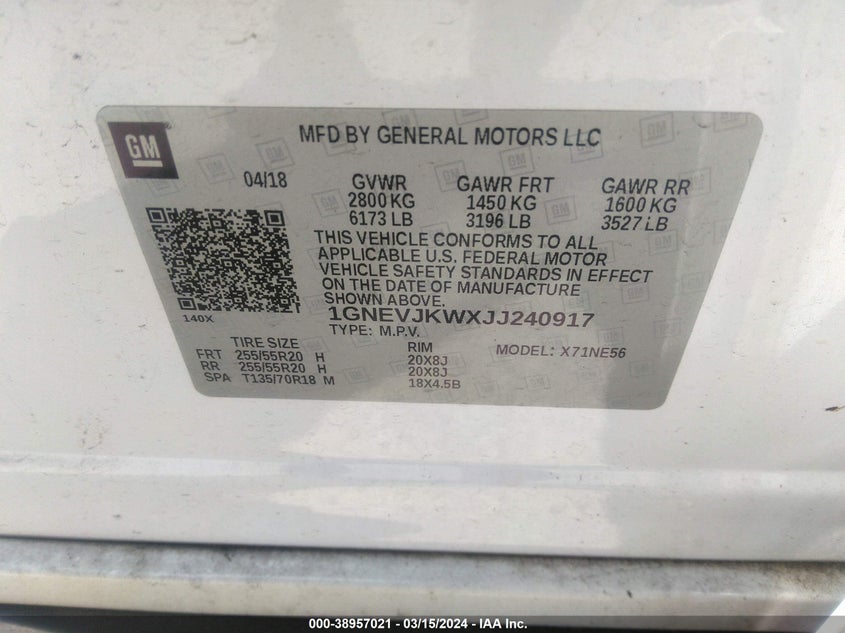 GM
MFD BY GENERAL MOTORS LLC
04/18 GVWR GAWR FRT GAWR RR
2800 KG 1450 KG 1600 KG
6173 LB 3196 LB 3527 LB
THIS VEHICLE CONFORMS TO ALL
APPLICABLE U.S. FEDERAL MOTOR
VEHICLE SAFETY STANDARDS IN EFFECT
ON THE DATE OF MANUFACTURE
SHOWN ABOVE.
140X
1GNEVJKWXJJ240917
TYPE: M.P.V.
TIRE SIZE RIM MODEL: X71NE56
FRT 255/55R20 H 20X8J
RR 255/55R20 H 20X8J
SPA T135/70R18 M 18X4.5B
000-38957021 - 03/15/2024 - IAA Inc.